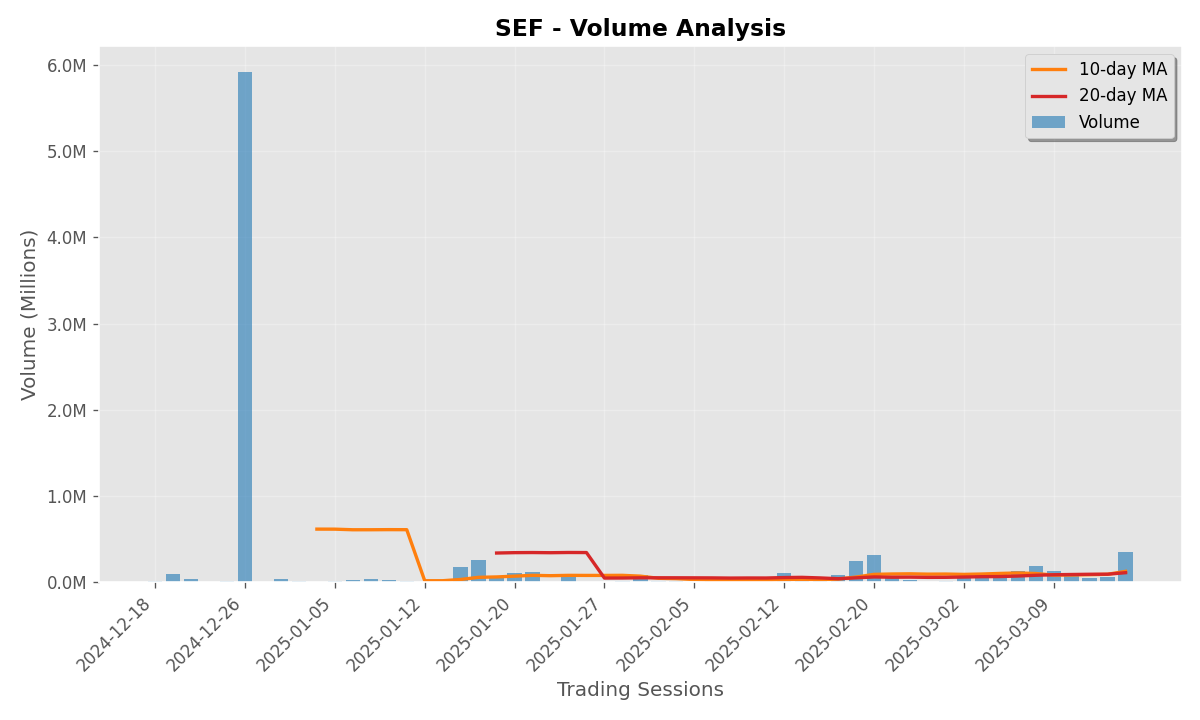 SEF - Volume Analysis
10-day MA
20-day MA
Volume
6.0M
5.0M
4.0M
3.0M
2.0M
1.0M
0.0M
Volume (Millions)
2024-12-18
2024-12-26
2025-01-05
2025-01-12
2025-01-20
2025-01-27
2025-02-05
2025-02-12
2025-02-20
2025-03-02
2025-03-09
Trading Sessions